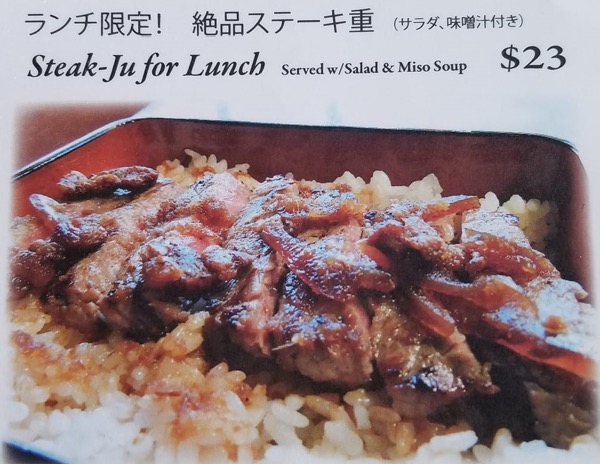 ランチ限定! 絶品ステーキ重 (サラダ、味噌汁付き)
Steak-Ju for Lunch Served w/Salad & Miso Soup $23